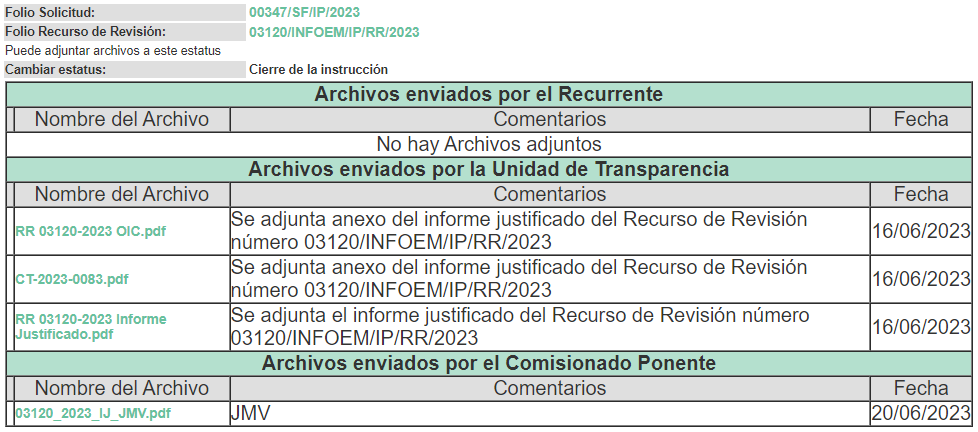 Folio Solicitud: 00347/SF/IP/2023
Folio Recurso de Revisión: 03120/INFOEM/IP/RR/2023
Puede adjuntar archivos a este estatus
Cambiar estatus: Cierre de la instrucción
Archivos enviados por el Recurrente
Nombre del Archivo Comentarios Fecha
No hay Archivos adjuntos
Archivos enviados por la Unidad de Transparencia
Nombre del Archivo Comentarios Fecha
RR 03120-2023 OIC.pdf Se adjunta anexo del informe justificado del Recurso de Revisión 16/06/2023
número 03120/INFOEM/IP/RR/2023
CT-2023-0083.pdf Se adjunta anexo del informe justificado del Recurso de Revisión 16/06/2023
número 03120/INFOEM/IP/RR/2023
RR 03120-2023 Informe Se adjunta el informe justificado del Recurso de Revisión número 16/06/2023
Justificado.pdf 03120/INFOEM/IP/RR/2023
Archivos enviados por el Comisionado Ponente
Nombre del Archivo Comentarios Fecha
03120_2023_IJ_JMV.pdf JMV 20/06/2023